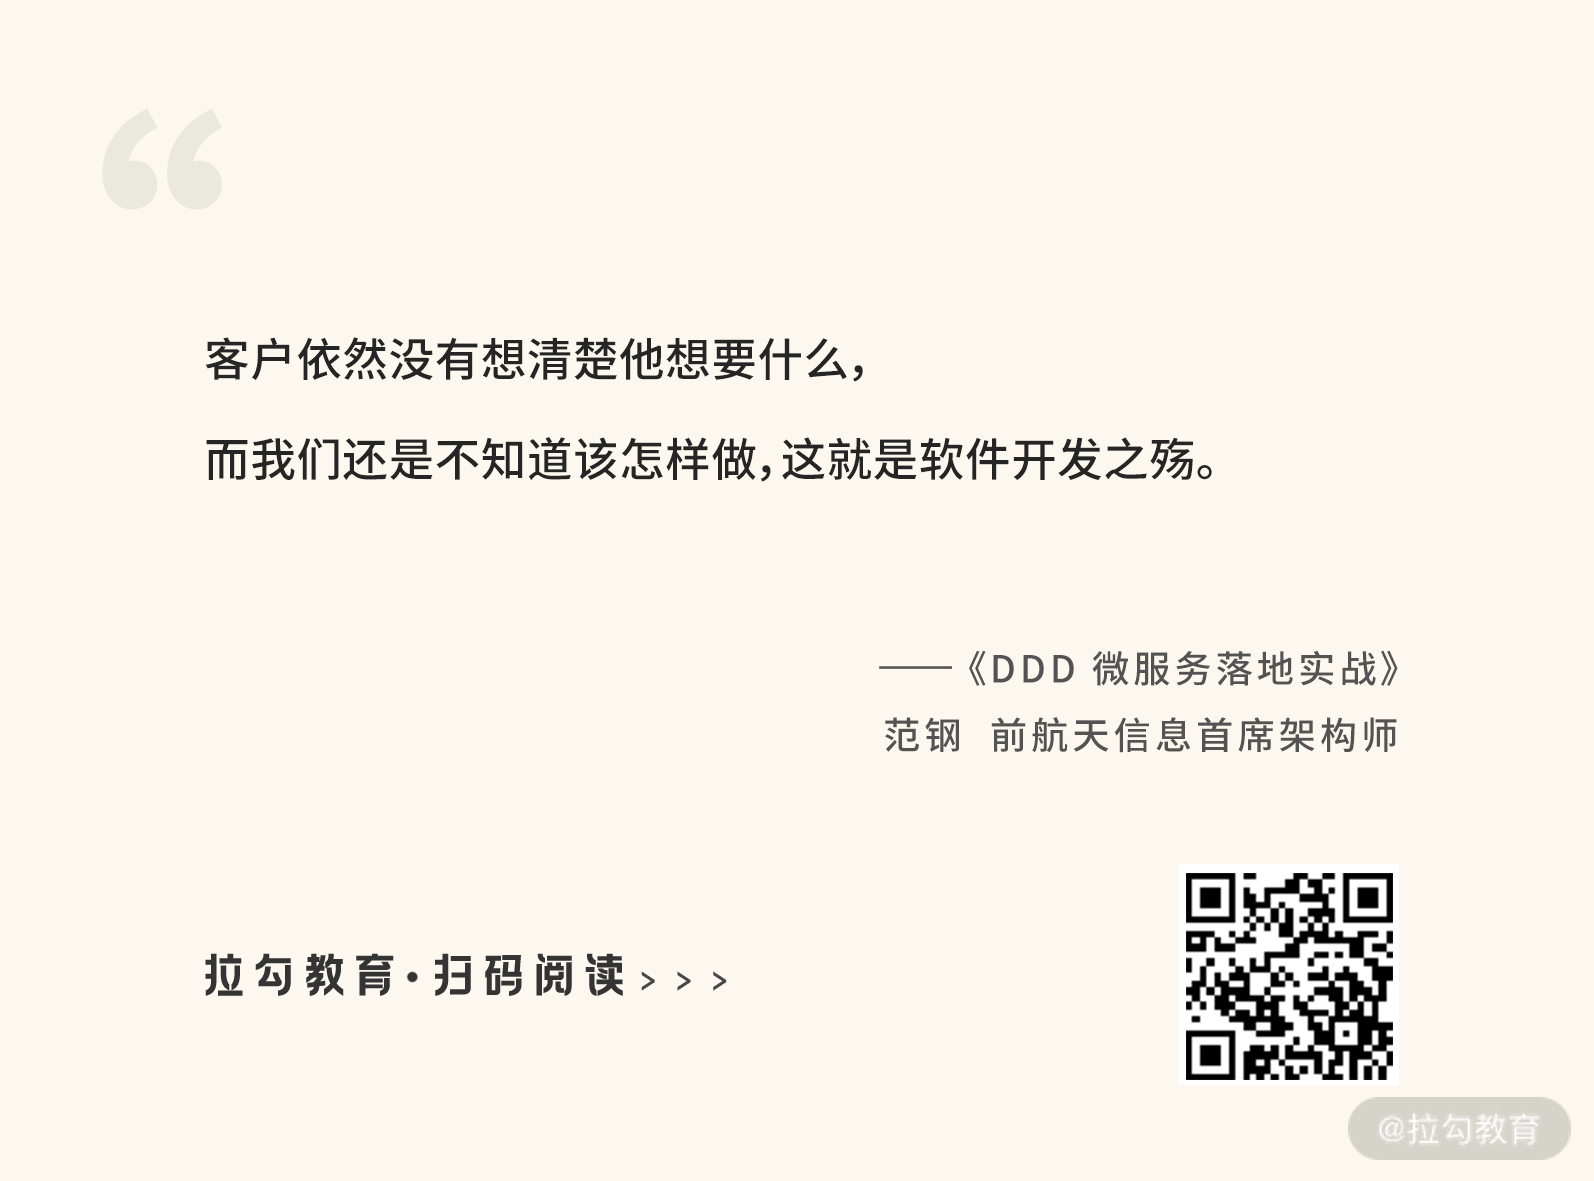 “
客户依然没有想清楚他想要什么，
而我们还是不知道该怎样做，这就是软件开发之殇。
——《DDD 微服务落地实战》
范钢 前航天信息首席架构师
拉勾教育·扫码阅读 > > >
@拉勾教育